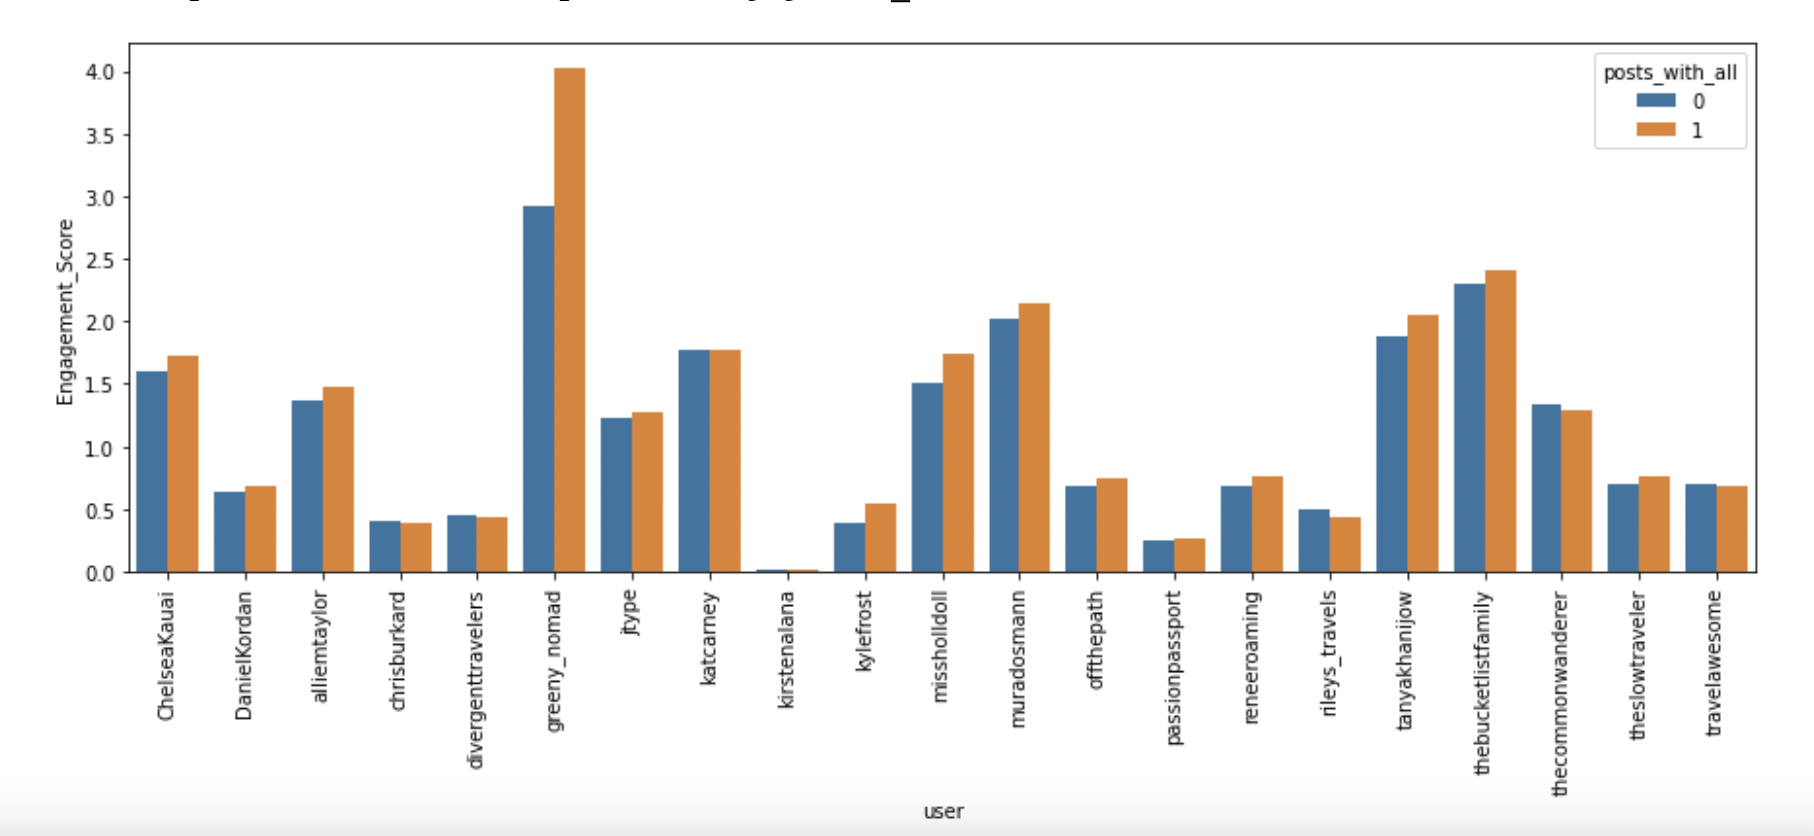 posts_with_all
0
1
Engagement_Score
4.0
3.5
3.0
2.5
2.0
1.5
1.0
0.5
0.0
ChelseaKauai
DanielKordan
alliemtaylor
chrisburkard
divergenttravelers
greeny_nomad
jtype
katcarney
kirstenalana
kylefrost
missholldoll
muradosmann
offthepath
passionpassport
reneeroaming
rileys_travels
tanyakhanijow
thebucketlistfamily
thecommonwanderer
theslowtraveler
travelawesome
user